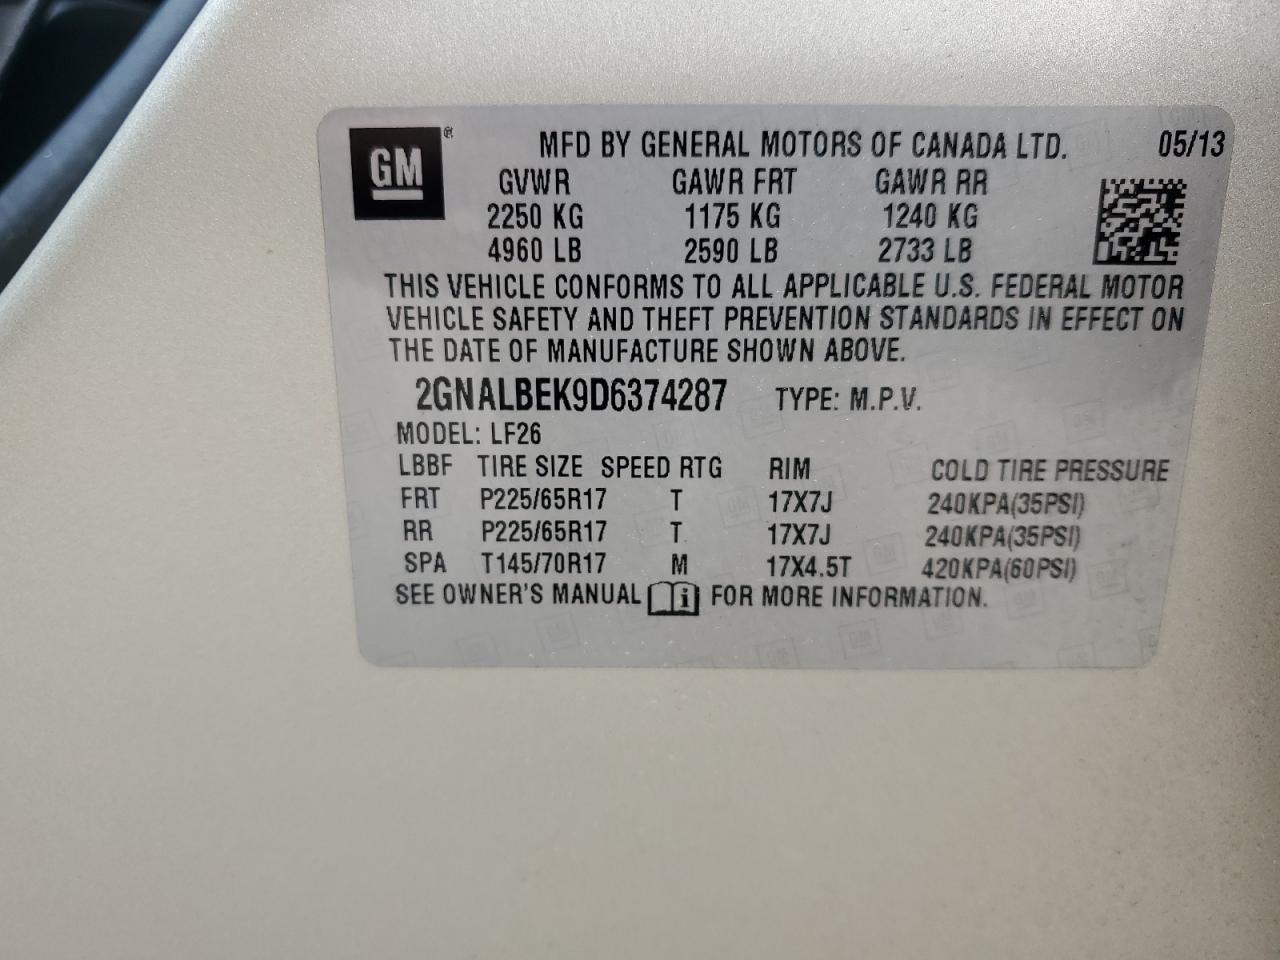 GM®
MFD BY GENERAL MOTORS OF CANADA LTD. 05/13
GVWR GAWR FRT GAWR RR
2250 KG 1175 KG 1240 KG
4960 LB 2590 LB 2733 LB
THIS VEHICLE CONFORMS TO ALL APPLICABLE U.S. FEDERAL MOTOR
VEHICLE SAFETY AND THEFT PREVENTION STANDARDS IN EFFECT ON
THE DATE OF MANUFACTURE SHOWN ABOVE.
2GNALBEK9D6374287 TYPE: M.P.V.
MODEL: LF26
LBBF TIRE SIZE SPEED RTG RIM COLD TIRE PRESSURE
FRT P225/65R17 T 17X7J 240KPA(35PSI)
RR P225/65R17 T 17X7J 240KPA(35PSI)
SPA T145/70R17 M 17X4.5T 420KPA(60PSI)
SEE OWNER'S MANUAL i FOR MORE INFORMATION.